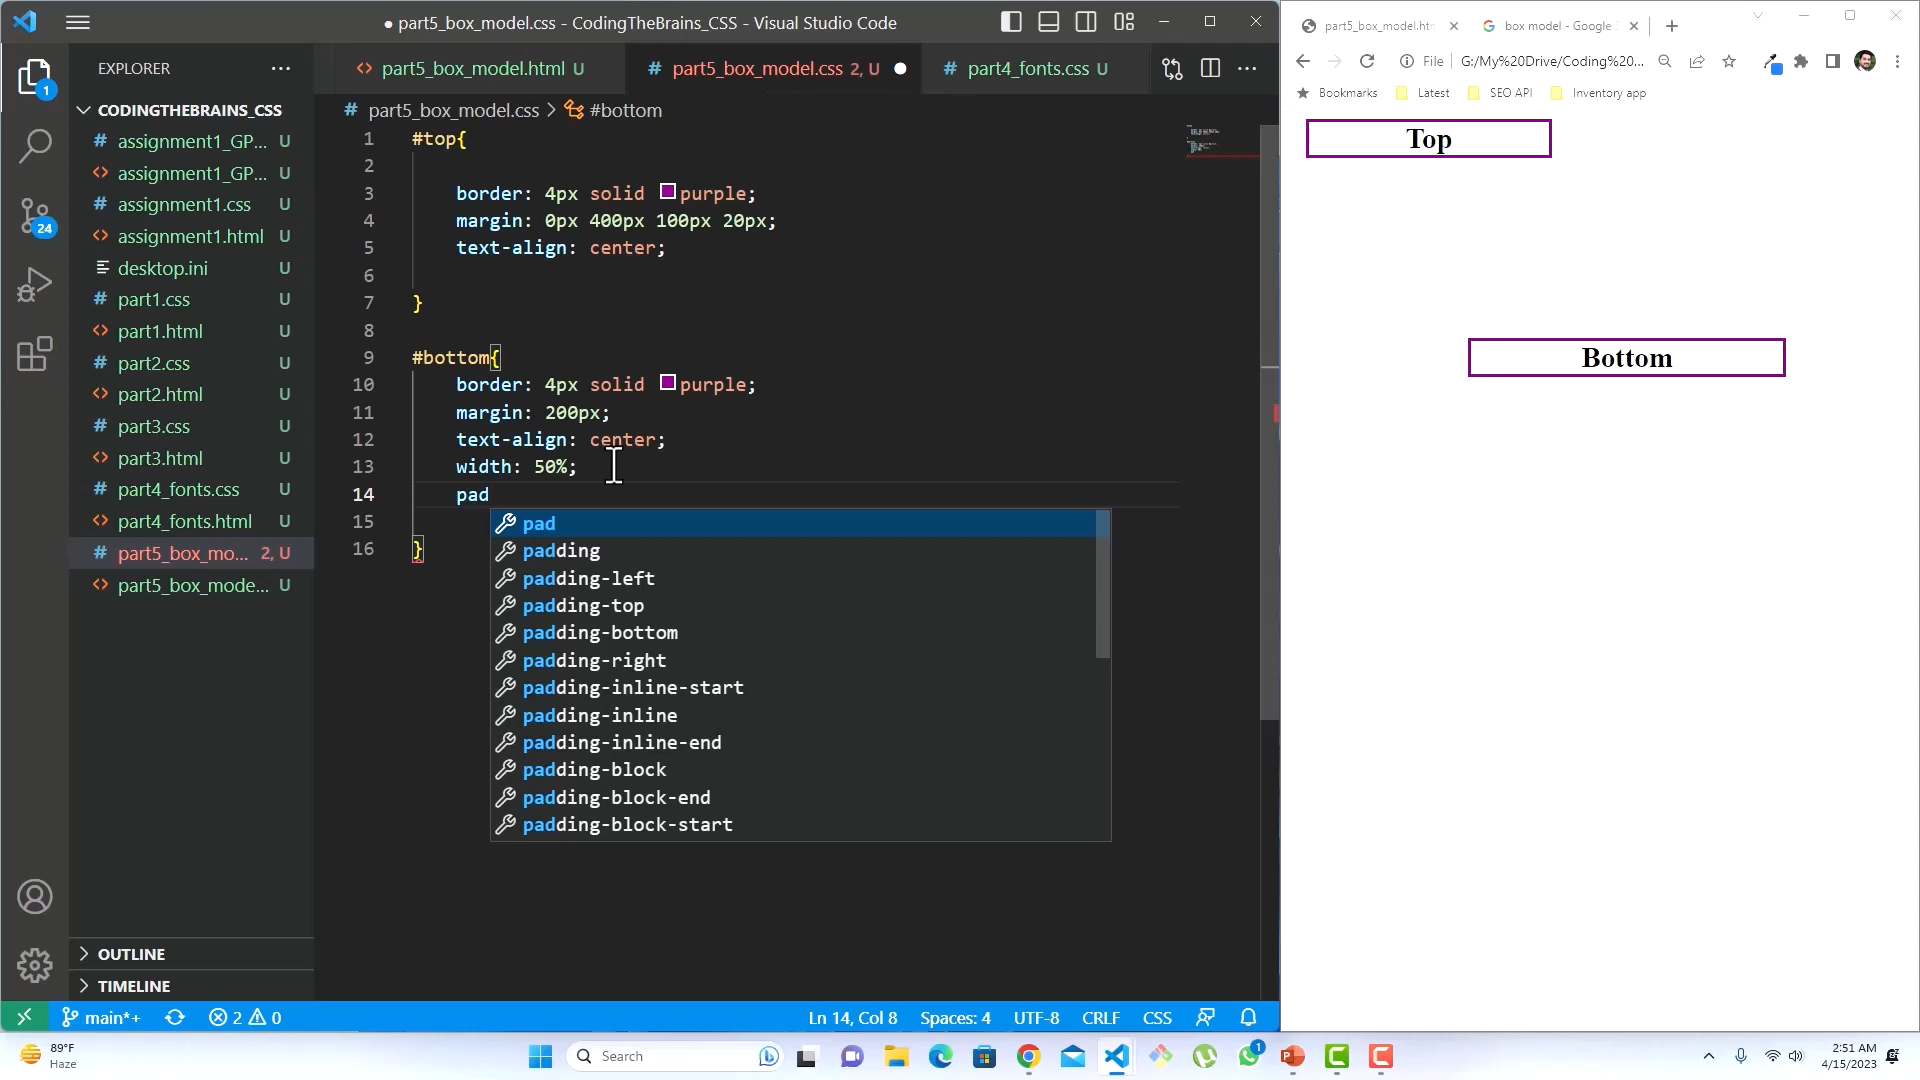 part5_box_model.css - CodingTheBrains_CSS - Visual Studio Code
EXPLORER
CODINGTHEBRAINS_CSS
assignment1_GP... U
assignment1_GP... U
assignment1.css U
assignment1.html U
desktop.ini U
part1.css U
part1.html U
part2.css U
part2.html U
part3.css U
part3.html U
part4_fonts.css U
part4_fonts.html U
part5_box_mo... 2, U
part5_box_mode... U
OUTLINE
TIMELINE
1
24
part5_box_model.html U
part5_box_model.css 2, U
part4_fonts.css U
part5_box_model.css > #bottom
1 #top{
2
3 border: 4px solid purple;
4 margin: 0px 400px 100px 20px;
5 text-align: center;
6
7 }
8
9 #bottom{
10 border: 4px solid purple;
11 margin: 200px;
12 text-align: center;
13 width: 50%;
14 pad
15
16 }
pad
padding
padding-left
padding-top
padding-bottom
padding-right
padding-inline-start
padding-inline
padding-inline-end
padding-block
padding-block-end
padding-block-start
main*+
2 0
Ln 14, Col 8
Spaces: 4
UTF-8
CRLF
CSS
part5_box_model.htm
box model - Google
File
G:/My%20Drive/Coding%20...
Bookmarks
Latest
SEO API
Inventory app
Top
Bottom
89°F
Haze
Search
1
2:51 AM
4/15/2023